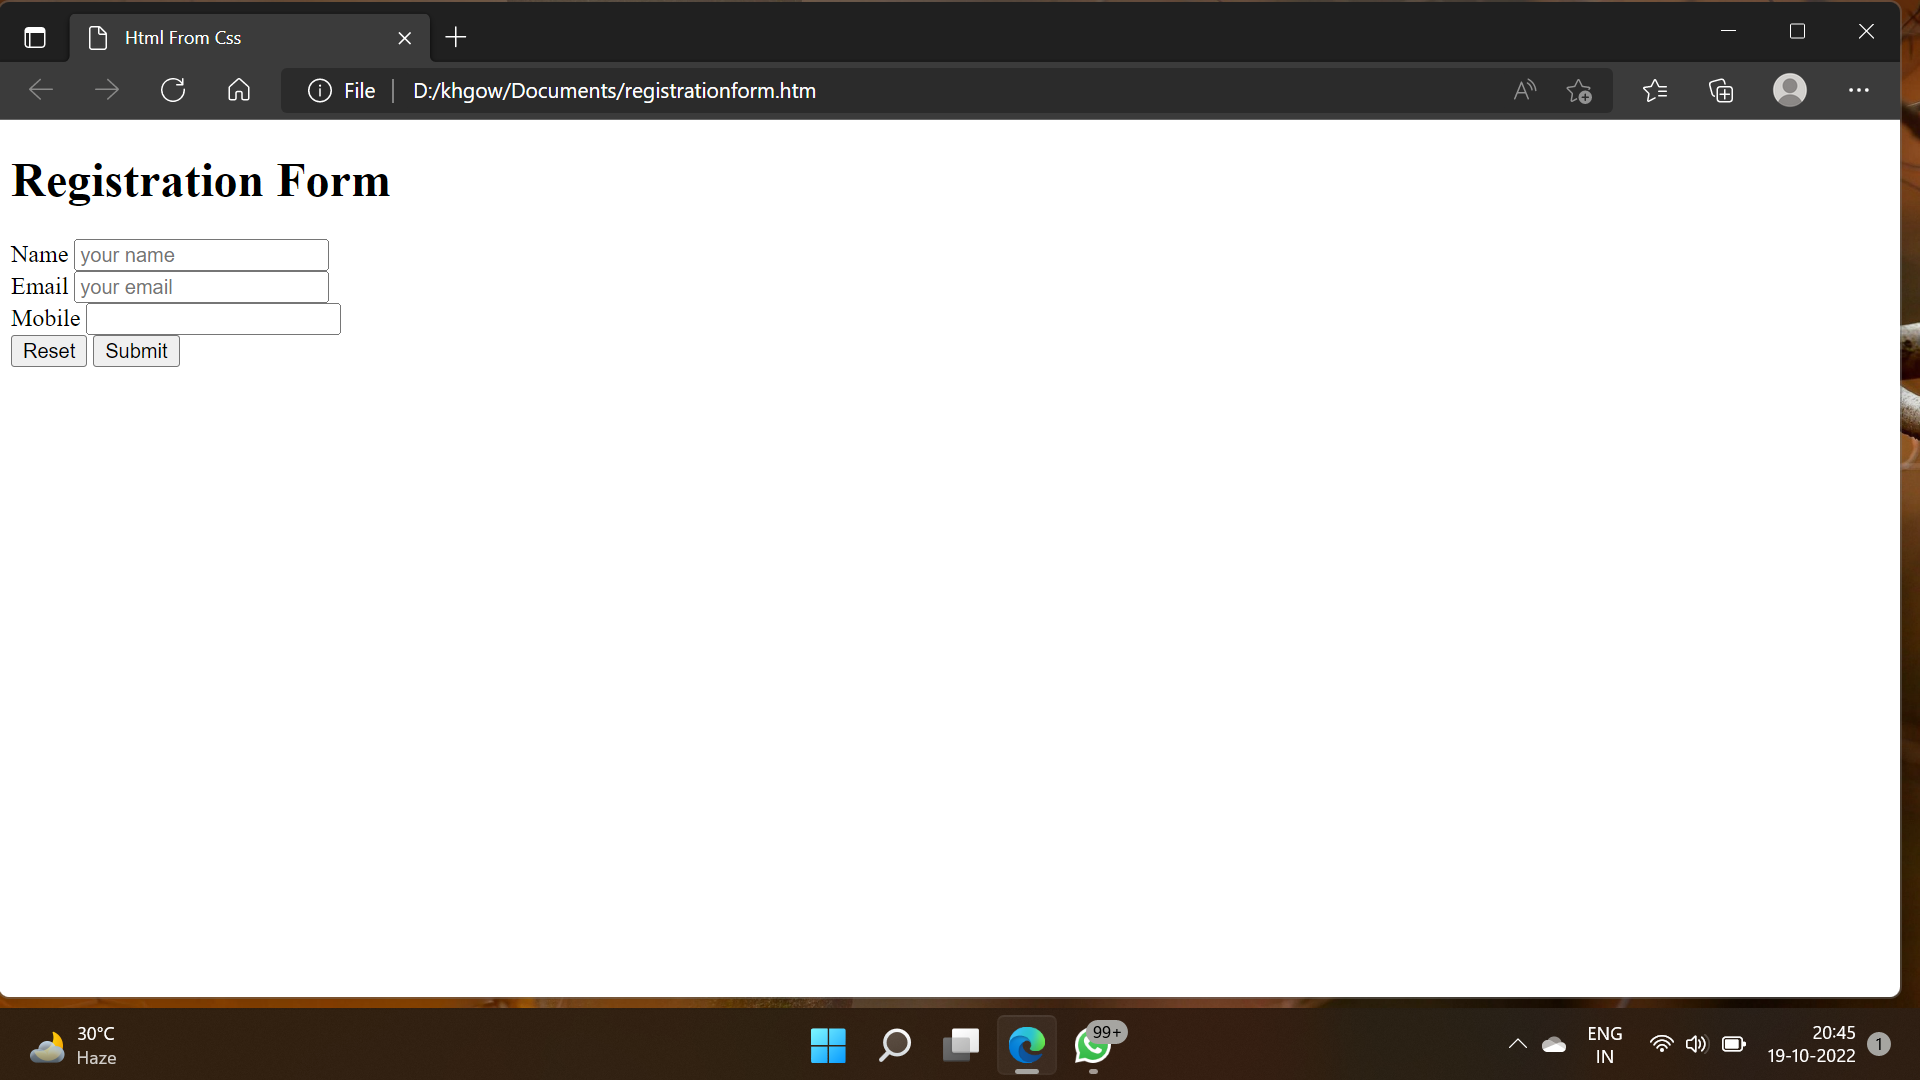 Html From Css
File
D:/khgow/Documents/registrationform.htm
Registration Form
Name your name
Email your email
Mobile
Reset Submit
30°C
Haze
99+
ENG
IN
20:45
19-10-2022
1